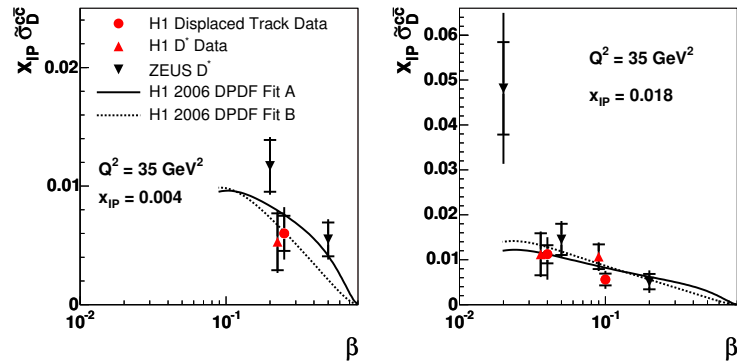 x_IP σ̃_D^cc̄
0.02
0.01
0
H1 Displaced Track Data
H1 D* Data
ZEUS D*
H1 2006 DPDF Fit A
H1 2006 DPDF Fit B
Q² = 35 GeV²
x_IP = 0.004
10⁻²
10⁻¹
β
x_IP σ̃_D^cc̄
0.06
0.05
0.04
0.03
0.02
0.01
0
Q² = 35 GeV²
x_IP = 0.018
10⁻²
10⁻¹
β